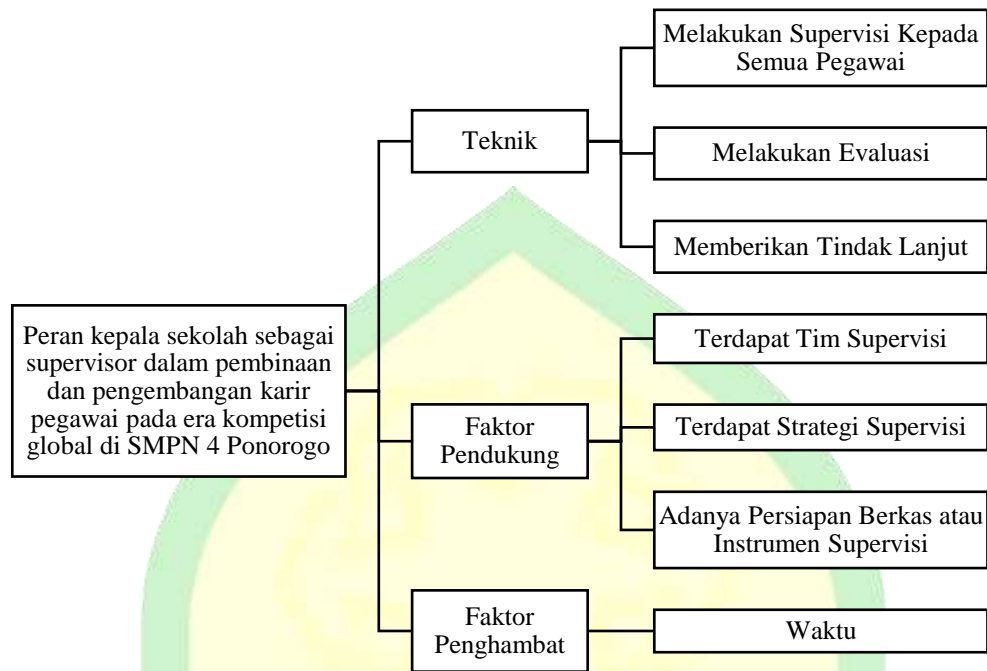 Peran kepala sekolah sebagai
supervisor dalam pembinaan
dan pengembangan karir
pegawai pada era kompetisi
global di SMPN 4 Ponorogo
Teknik
Melakukan Supervisi Kepada
Semua Pegawai
Melakukan Evaluasi
Memberikan Tindak Lanjut
Faktor
Pendukung
Terdapat Tim Supervisi
Terdapat Strategi Supervisi
Adanya Persiapan Berkas atau
Instrumen Supervisi
Faktor
Penghambat
Waktu